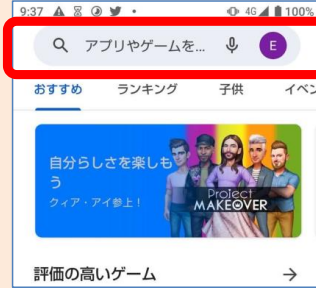 9:37 4G 100%
アプリやゲームを... E
おすすめ ランキング 子供 イベン
自分らしさを楽しも
う
クィア・アイ参上！
Project
MAKEOVER
評価の高いゲーム →